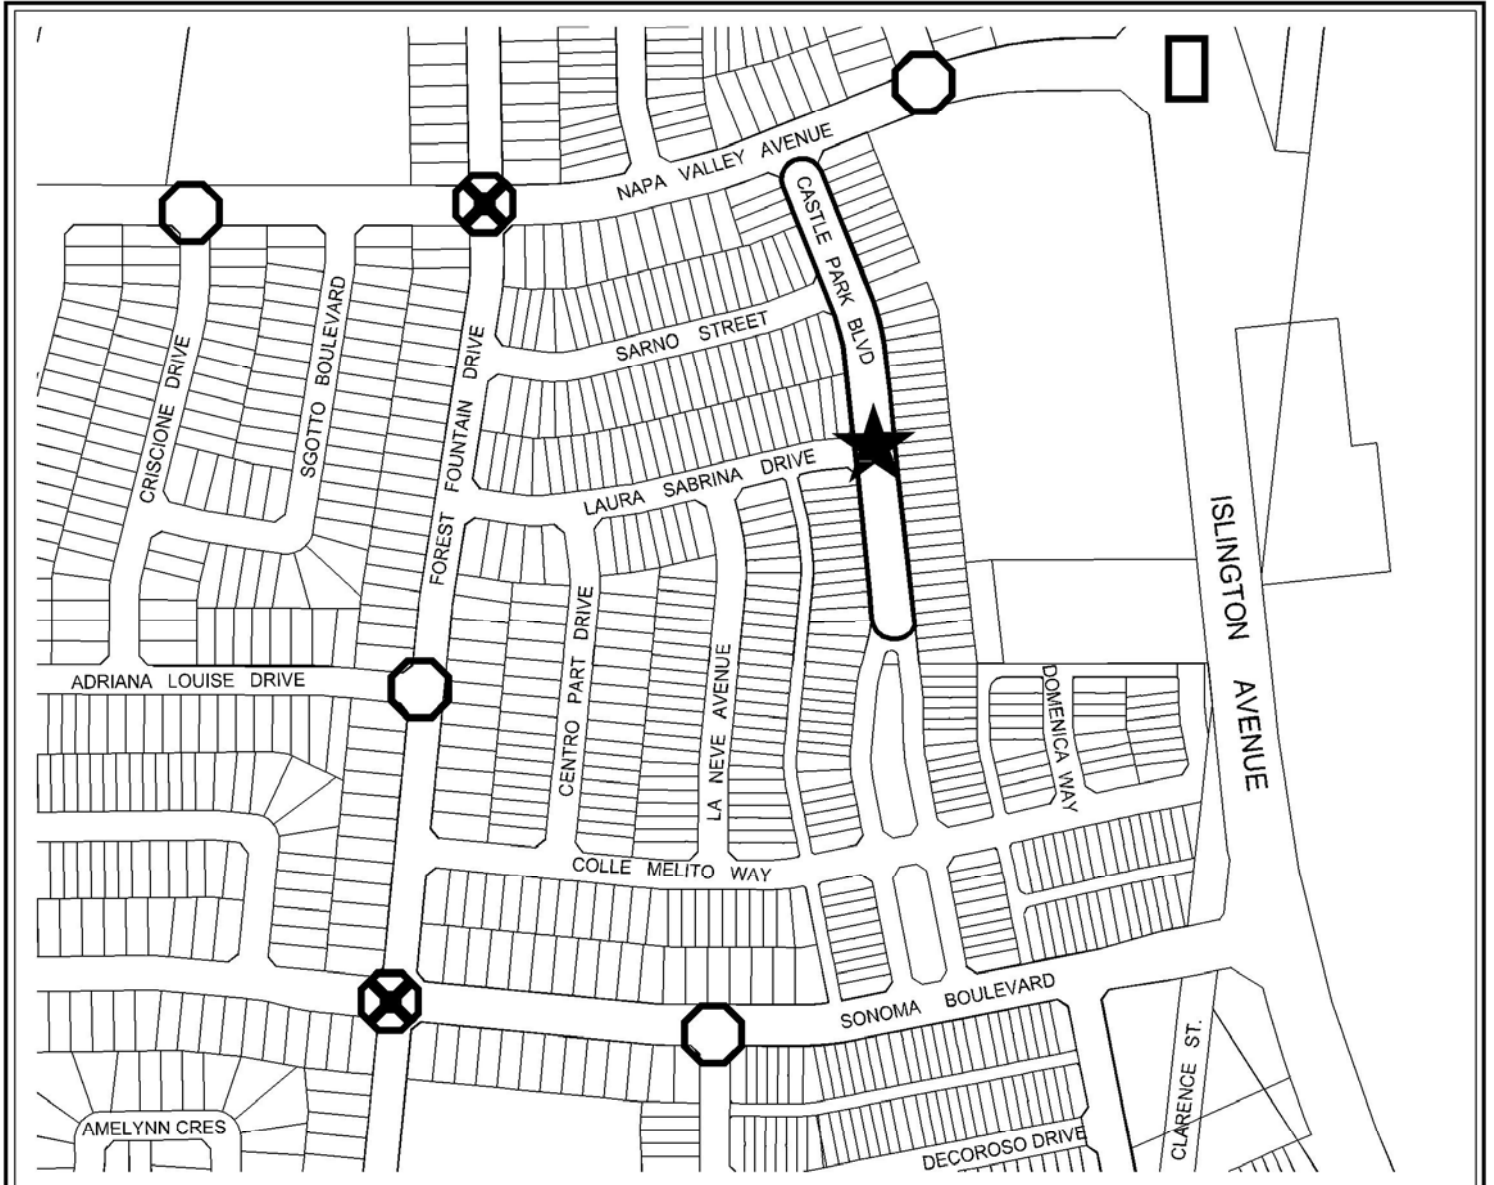 NAPA VALLEY AVENUE
CASTLE PARK BLVD
SARNO STREET
CRISCIONE DRIVE
SGOTTO BOULEVARD
FOREST FOUNTAIN DRIVE
LAURA SABRINA DRIVE
ISLINGTON AVENUE
ADRIANA LOUISE DRIVE
CENTRO PART DRIVE
LA NEVE AVENUE
DOMENICA WAY
COLLE MELITO WAY
SONOMA BOULEVARD
CLARENCE ST.
AMELYNN CRES
DECOROSO DRIVE